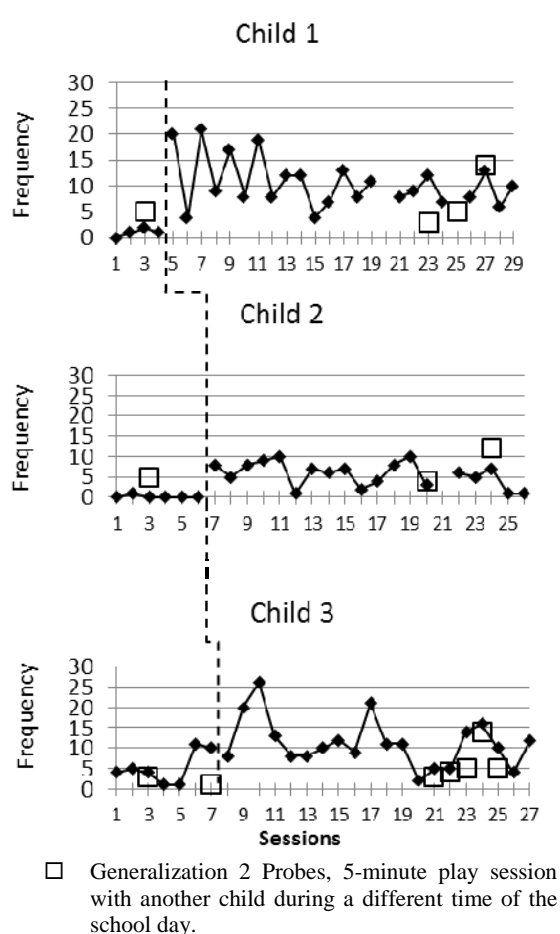 Child 1
Frequency
30
25
20
15
10
5
0
1 3 5 7 9 11 13 15 17 19 21 23 25 27 29
Child 2
Frequency
30
25
20
15
10
5
0
1 3 5 7 9 11 13 15 17 19 21 23 25
Child 3
Frequency
30
25
20
15
10
5
0
1 3 5 7 9 11 13 15 17 19 21 23 25 27
Sessions
Generalization 2 Probes, 5-minute play session
with another child during a different time of the
school day.